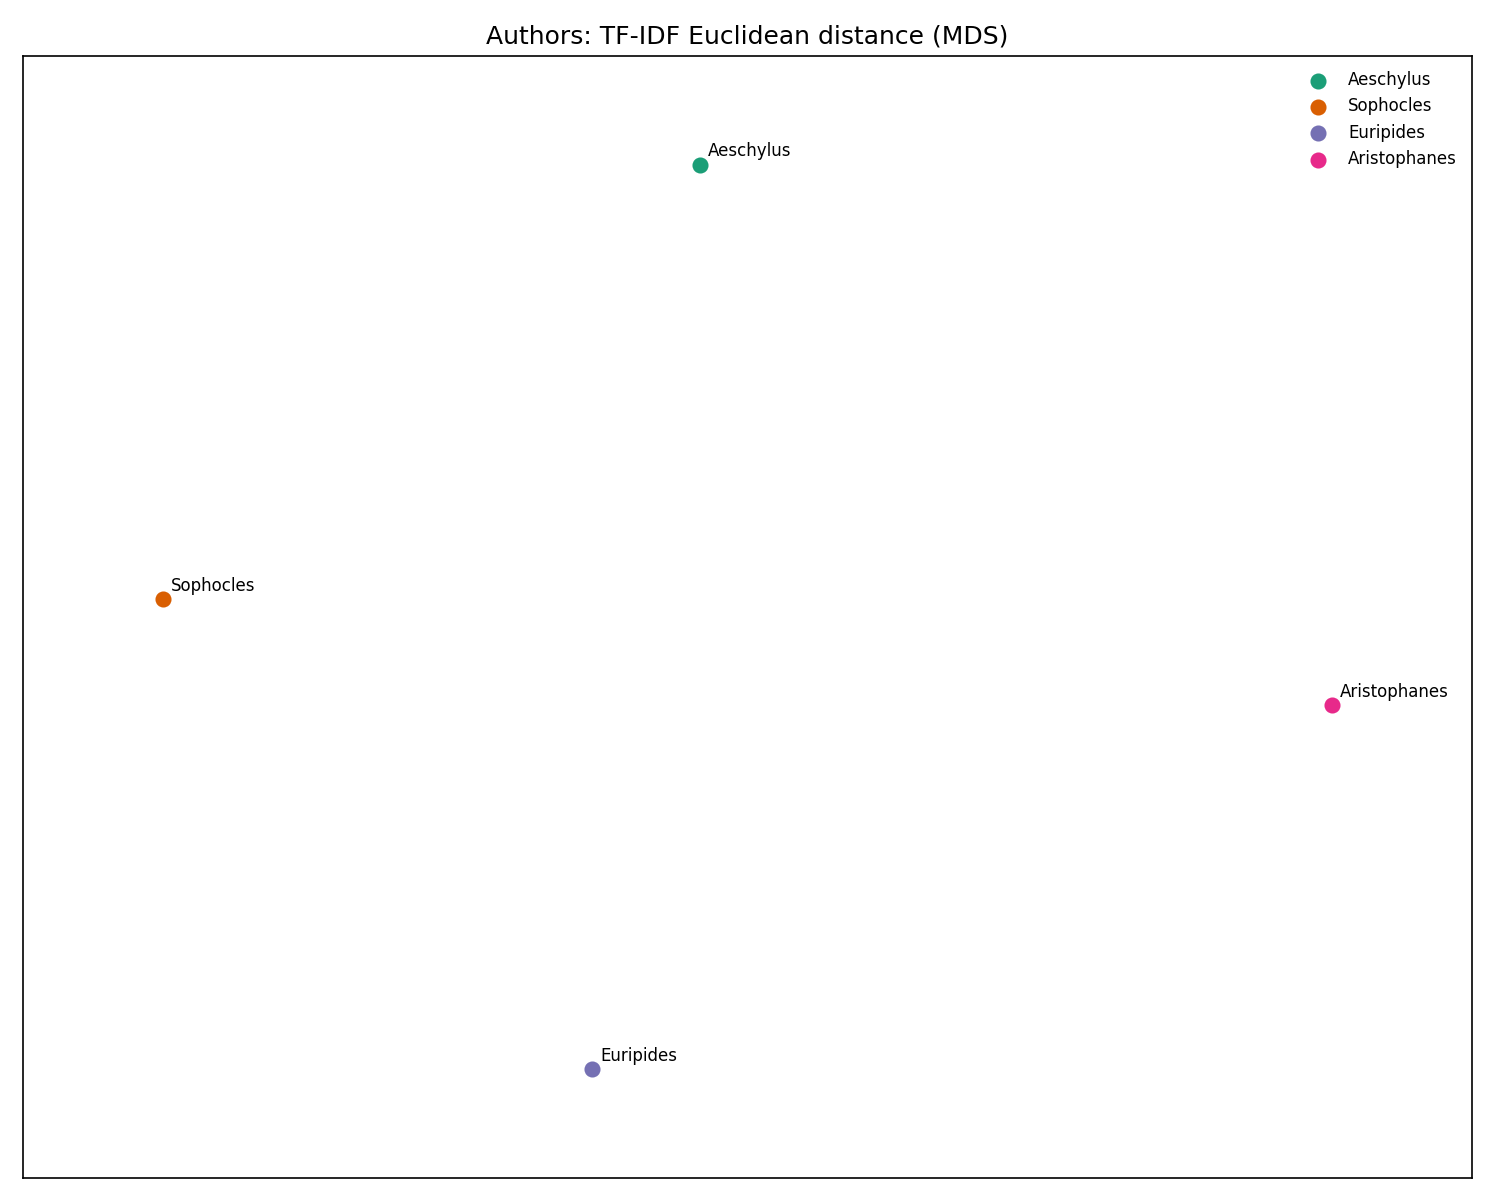 Authors: TF-IDF Euclidean distance (MDS)
Aeschylus
Sophocles
Euripides
Aristophanes
Aeschylus
Sophocles
Aristophanes
Euripides